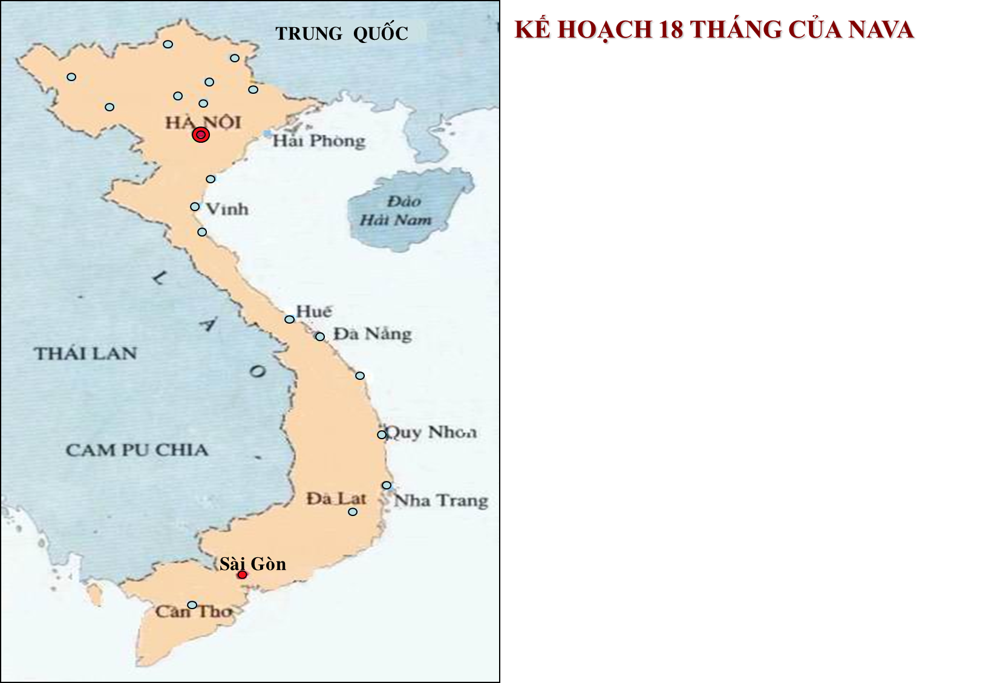 TRUNG QUỐC
KẾ HOẠCH 18 THÁNG CỦA NAVA
HÀ NỘI
Hải Phòng
Đảo
Hải Nam
Vinh
L
À
O
Huế
Đà Nẵng
THÁI LAN
Quy Nhơn
CAM PU CHIA
Đà Lạt
Nha Trang
Sài Gòn
Cần Thơ